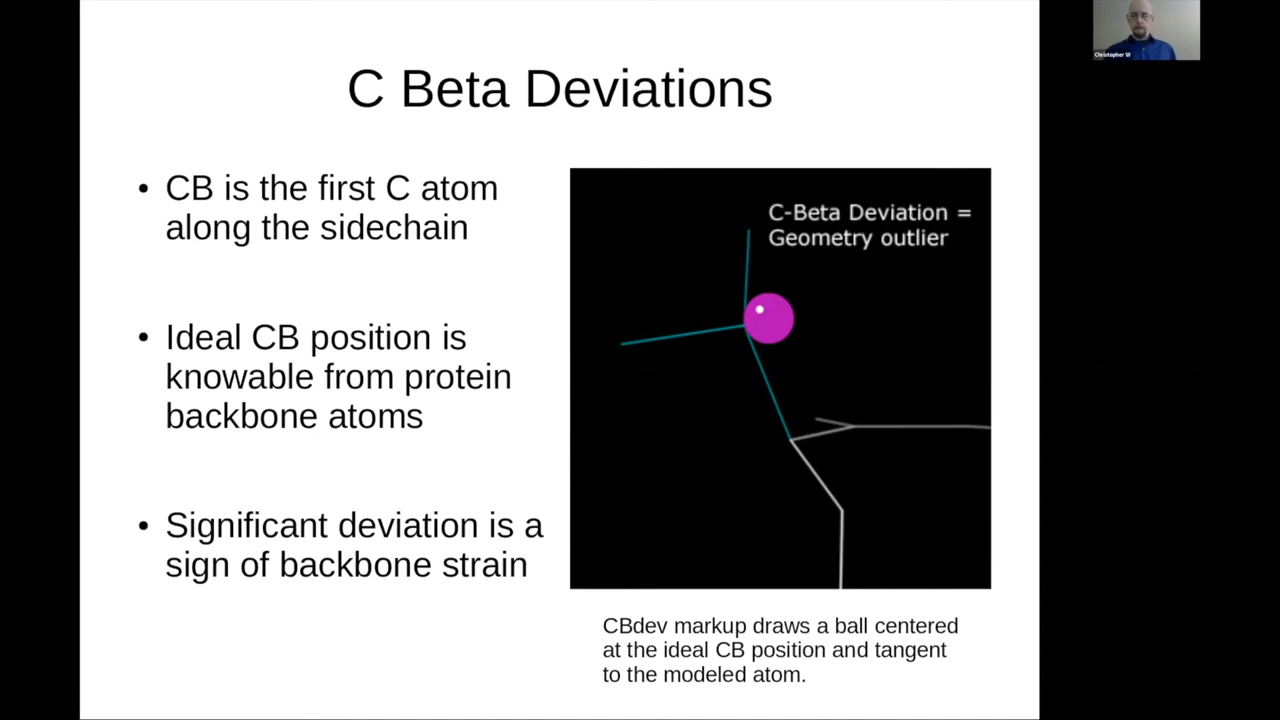 C Beta Deviations
• CB is the first C atom
along the sidechain
• Ideal CB position is
knowable from protein
backbone atoms
• Significant deviation is a
sign of backbone strain
C-Beta Deviation =
Geometry outlier
CBdev markup draws a ball centered
at the ideal CB position and tangent
to the modeled atom.
Christopher W